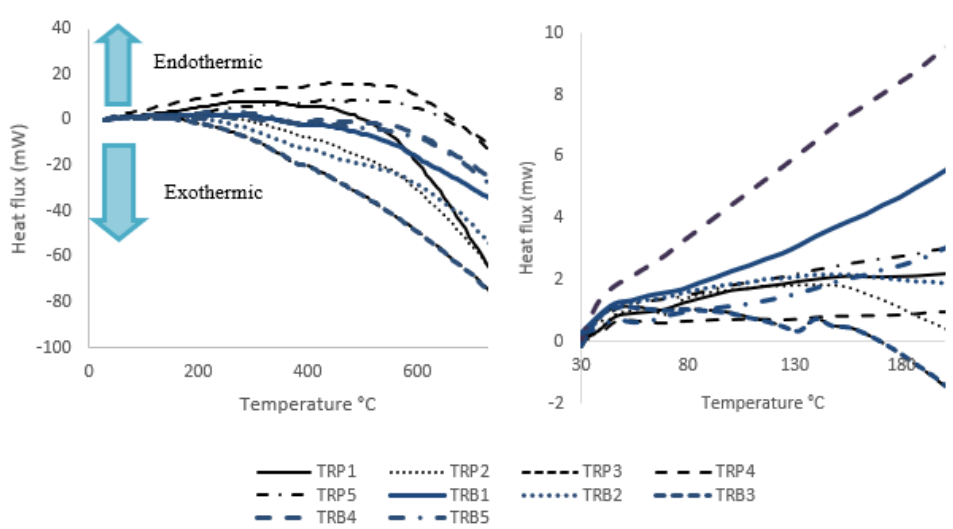 40
20
0
-20
-40
-60
-80
-100
Heat flux (mW)
Endothermic
Exothermic
0 200 400 600
Temperature °C
10
8
6
4
2
0
-2
Heat flux (mw)
30 80 130 180
Temperature °C
TRP1 TRP2 TRP3 TRP4
TRP5 TRB1 TRB2 TRB3
TRB4 TRB5